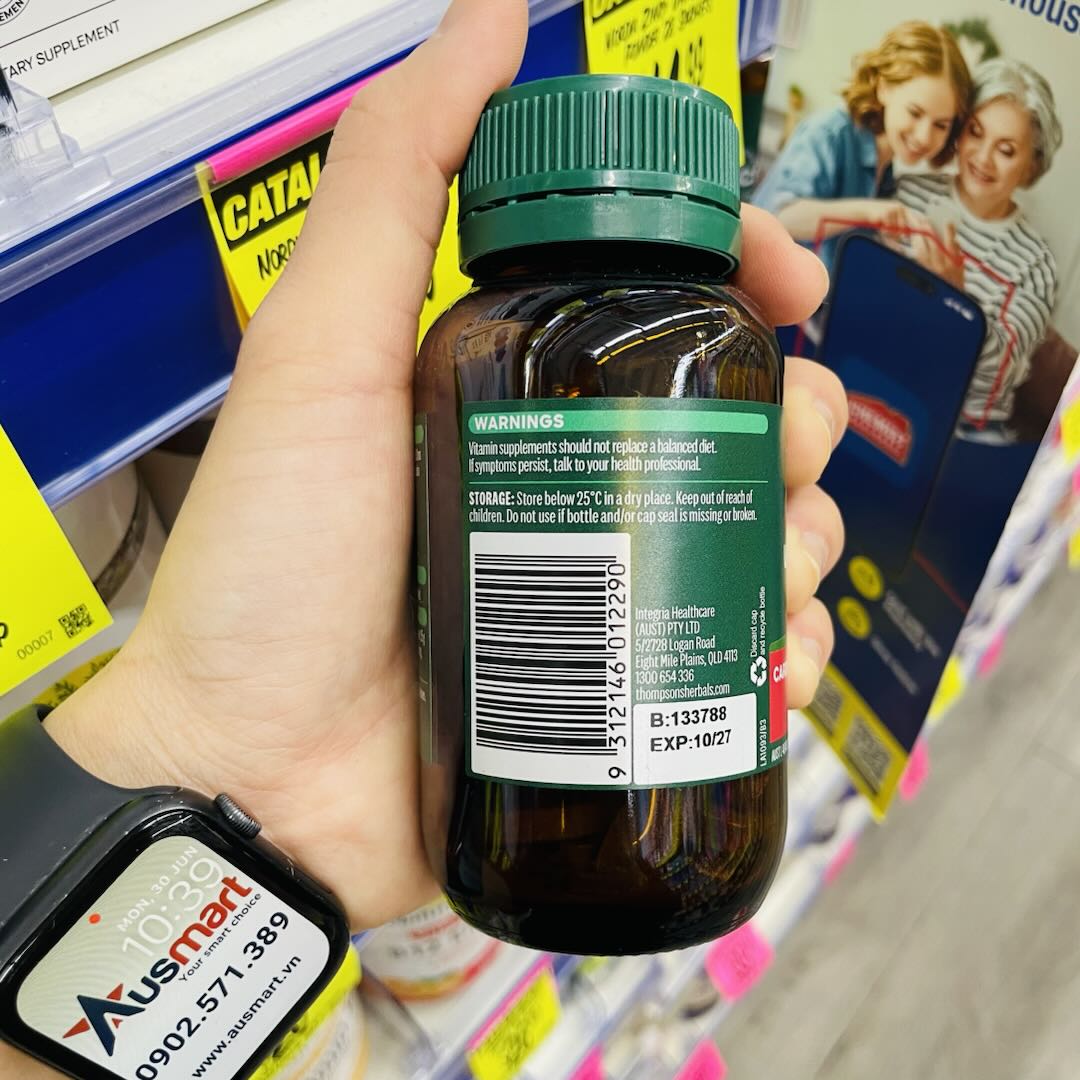 TARY SUPPLEMENT
CATAL
WARNINGS
Vitamin supplements should not replace a balanced diet.
If symptoms persist, talk to your health professional.
STORAGE: Store below 25°C in a dry place. Keep out of reach of
children. Do not use if bottle and/or cap seal is missing or broken.
9 312146 012290
Integria Healthcare
(AUST) PTY LTD
5/2728 Logan Road
Eight Mile Plains, QLD 4113
1300 654 336
thompsonsherbals.com
Discard cap
and recycle bottle
B:133788
EXP:10/27
LA1093/B3
00007
MON, 30 JUN
10:39
Ausmart
Your smart choice
0902.571.389
www.ausmart.vn